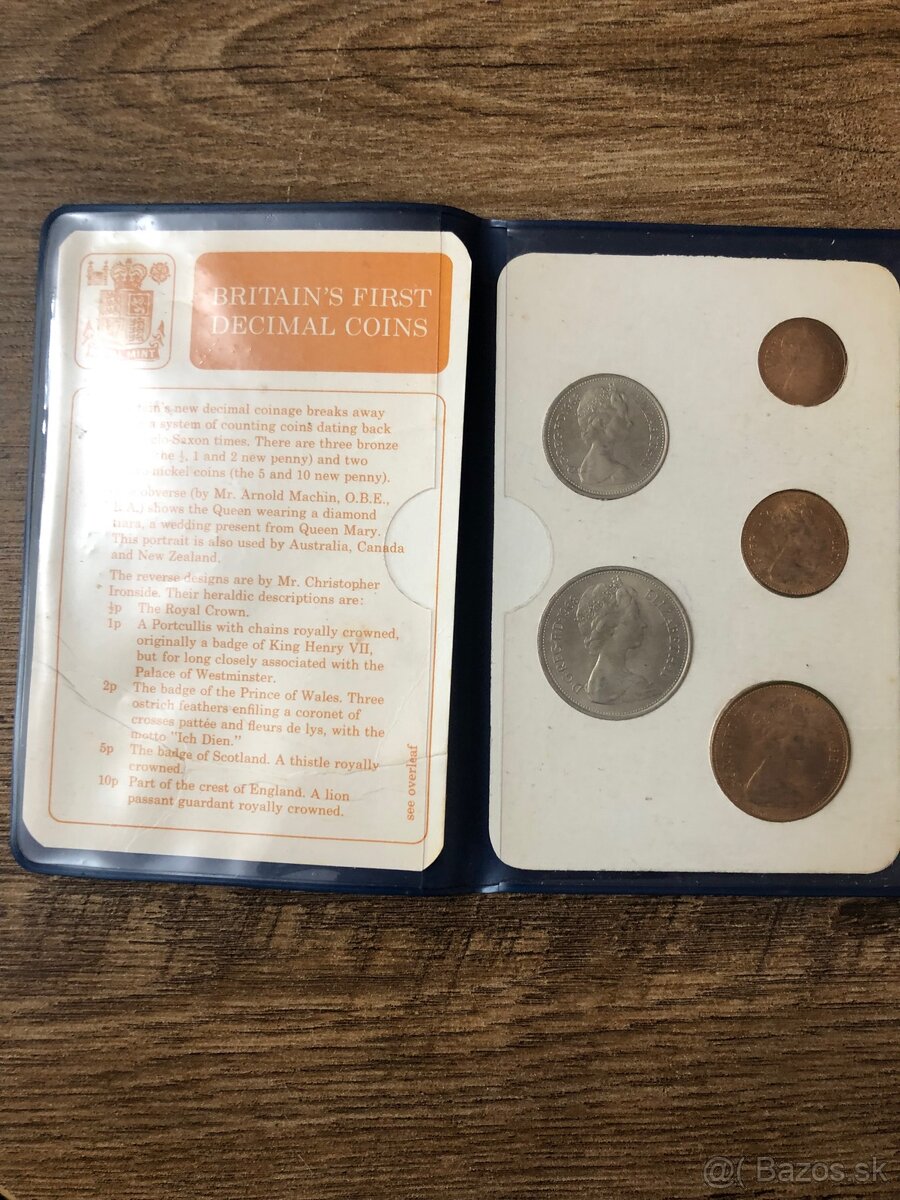 MINT
BRITAIN'S FIRST
DECIMAL COINS
new decimal coinage breaks away
system of counting coins dating back
Saxon times. There are three bronze
½, 1 and 2 new penny) and two
nickel coins (the 5 and 10 new penny).
obverse (by Mr. Arnold Machin, O.B.E.,
shows the Queen wearing a diamond
tiara, a wedding present from Queen Mary.
This portrait is also used by Australia, Canada
and New Zealand.
The reverse designs are by Mr. Christopher
Ironside. Their heraldic descriptions are:
½p The Royal Crown.
1p A Portcullis with chains royally crowned,
originally a badge of King Henry VII,
but for long closely associated with the
Palace of Westminster.
2p The badge of the Prince of Wales. Three
ostrich feathers enfiling a coronet of
crosses pattée and fleurs de lys, with the
motto "Ich Dien."
5p The badge of Scotland. A thistle royally
crowned.
10p Part of the crest of England. A lion
passant guardant royally crowned.
see overleaf
@( Bazos.sk